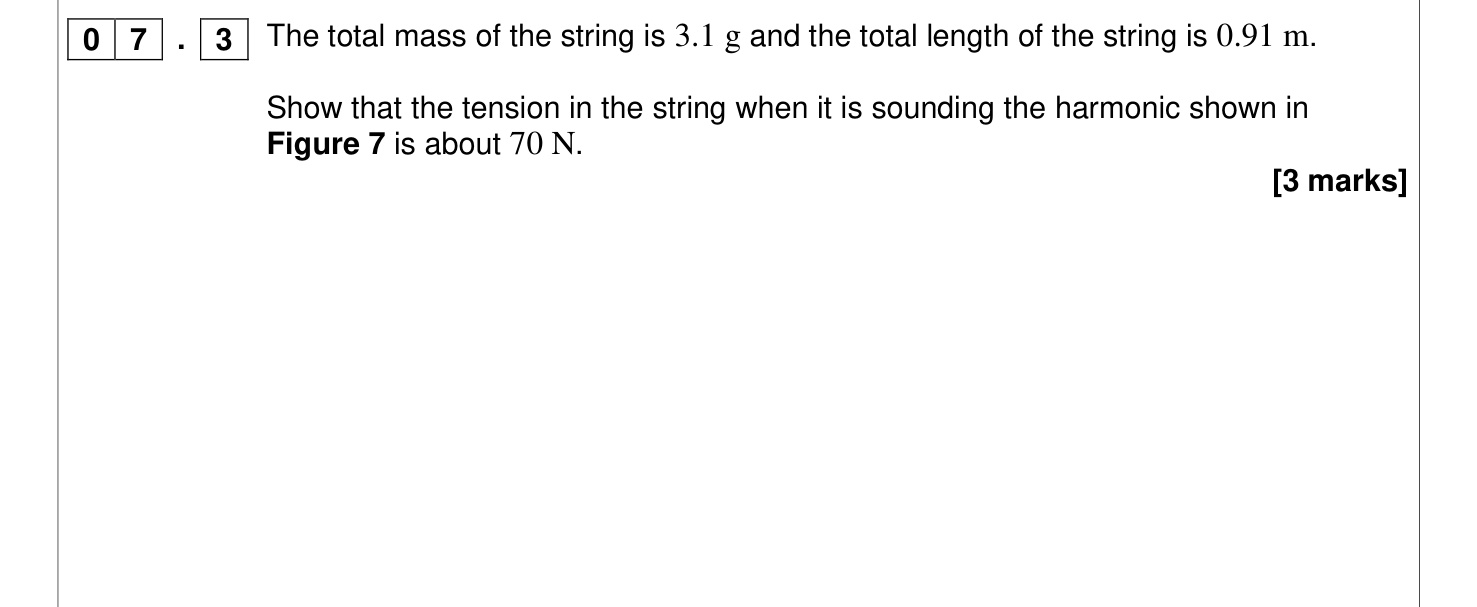 07.3 The total mass of the string is 3.1 g and the total length of the string is 0.91 m.
Show that the tension in the string when it is sounding the harmonic shown in
Figure 7 is about 70 N.
[3 marks]